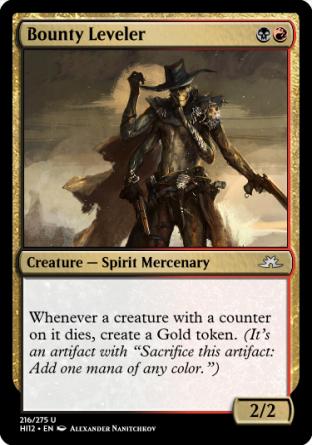 Bounty Leveler
Creature — Spirit Mercenary
Whenever a creature with a counter
on it dies, create a Gold token. (It's
an artifact with “Sacrifice this artifact:
Add one mana of any color.”)
2/2
216/275 U
HI12 • EN Alexander Nanitchkov